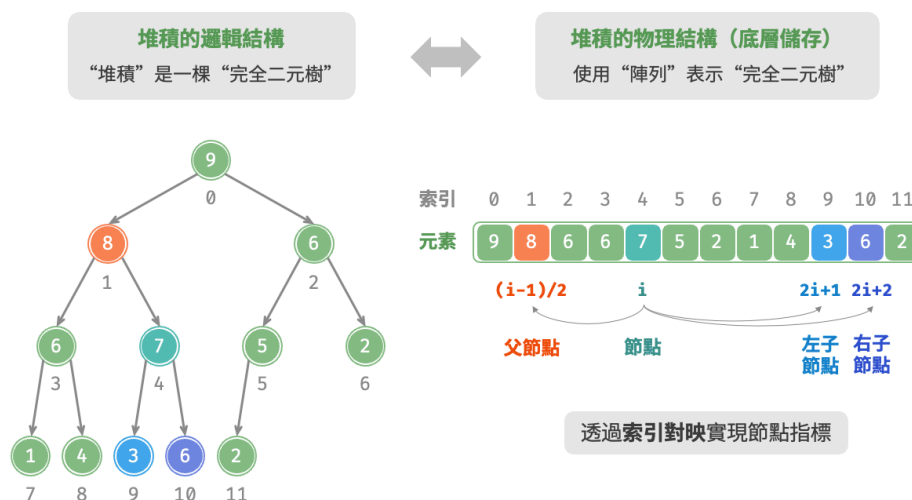 堆積的邏輯結構
“堆積”是一棵“完全二元樹”
堆積的物理結構（底層儲存）
使用“陣列”表示“完全二元樹”
9
0
8
6
1
2
6
7
5
2
3
4
5
6
1
4
3
6
2
7
8
9
10
11
索引 0 1 2 3 4 5 6 7 8 9 10 11
元素 9 8 6 6 7 5 2 1 4 3 6 2
(i-1)/2 i 2i+1 2i+2
父節點 節點 左子節點 右子節點
透過索引對映實現節點指標